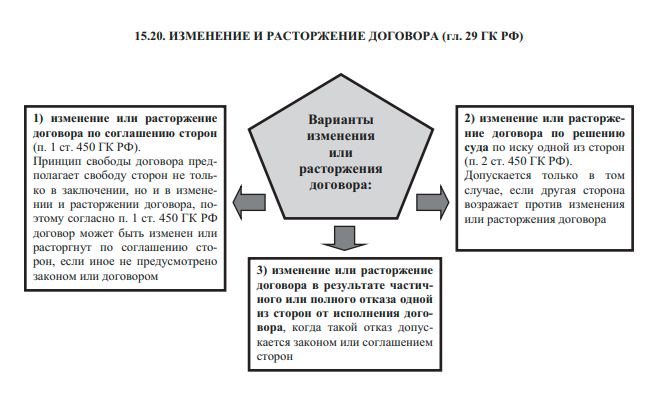 15.20. ИЗМЕНЕНИЕ И РАСТОРЖЕНИЕ ДОГОВОРА (гл. 29 ГК РФ)
Варианты
изменения
или
расторжения
договора:
1) изменение или расторжение
договора по соглашению сторон
(п. 1 ст. 450 ГК РФ).
Принцип свободы договора пред-
полагает свободу сторон не толь-
ко в заключении, но и в измене-
нии и расторжении договора, по-
этому согласно п. 1 ст. 450 ГК РФ
договор может быть изменен или
расторгнут по соглашению сто-
рон, если иное не предусмотрено
законом или договором
2) изменение или расторже-
ние договора по решению
суда по иску одной из сторон
(п. 2 ст. 450 ГК РФ).
Допускается только в том
случае, если другая сторона
возражает против изменения
или расторжения договора
3) изменение или расторжение
договора в результате частич-
ного или полного отказа одной
из сторон от исполнения дого-
вора, когда такой отказ допус-
кается законом или соглашением
сторон